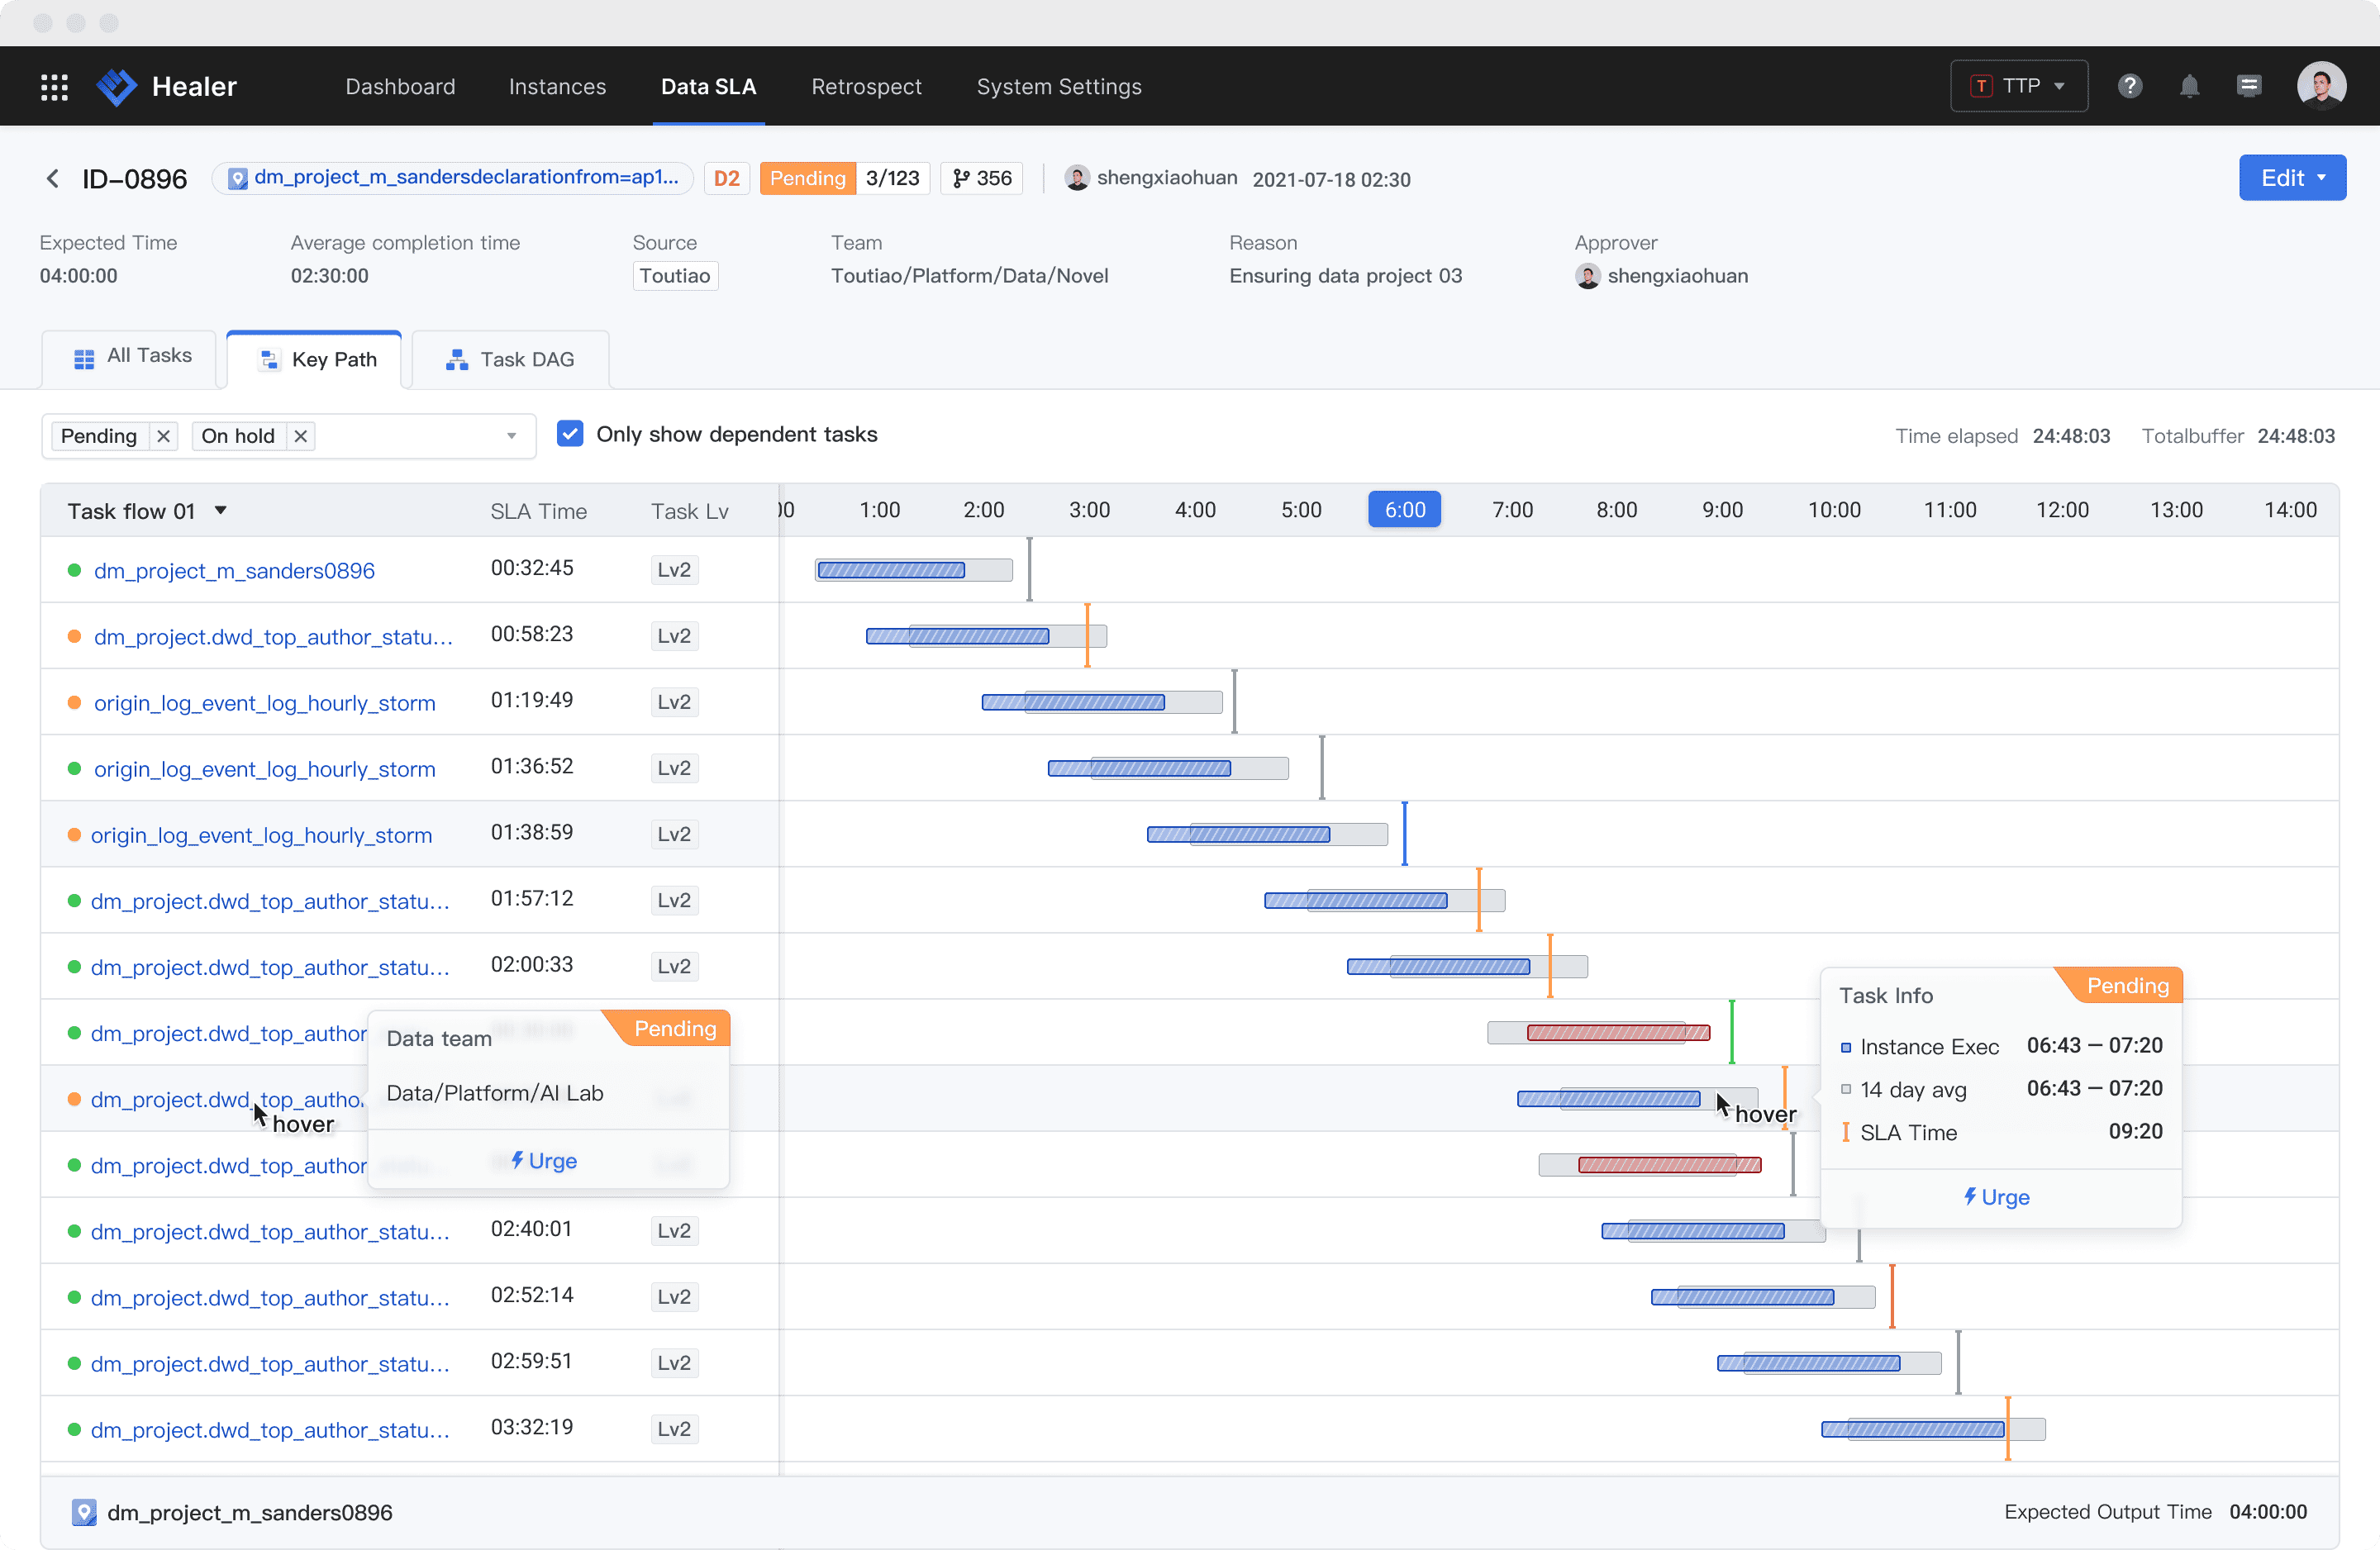 Healer Dashboard Instances Data SLA Retrospect System Settings T TTP ?
ID-0896 dm_project_m_sandersdeclarationfrom=ap1... D2 Pending 3/123 356 shengxiaohuan 2021-07-18 02:30 Edit
Expected Time Average completion time Source Team Reason Approver
04:00:00 02:30:00 Toutiao Toutiao/Platform/Data/Novel Ensuring data project 03 shengxiaohuan
All Tasks Key Path Task DAG
Pending On hold Only show dependent tasks Time elapsed 24:48:03 Totalbuffer 24:48:03
Task flow 01 SLA Time Task Lv 1:00 2:00 3:00 4:00 5:00 6:00 7:00 8:00 9:00 10:00 11:00 12:00 13:00 14:00
dm_project_m_sanders0896 00:32:45 Lv2
dm_project.dwd_top_author_statu... 00:58:23 Lv2
origin_log_event_log_hourly_storm 01:19:49 Lv2
origin_log_event_log_hourly_storm 01:36:52 Lv2
origin_log_event_log_hourly_storm 01:38:59 Lv2
dm_project.dwd_top_author_statu... 01:57:12 Lv2
dm_project.dwd_top_author_statu... 02:00:33 Lv2
dm_project.dwd_top_author
dm_project.dwd_top_autho
hover
dm_project.dwd_top_author
Data team Pending
Data/Platform/AI Lab
Urge
hover
Task Info Pending
Instance Exec 06:43 — 07:20
14 day avg 06:43 — 07:20
SLA Time 09:20
Urge
dm_project.dwd_top_author_statu... 02:40:01 Lv2
dm_project.dwd_top_author_statu... 02:52:14 Lv2
dm_project.dwd_top_author_statu... 02:59:51 Lv2
dm_project.dwd_top_author_statu... 03:32:19 Lv2
dm_project_m_sanders0896 Expected Output Time 04:00:00